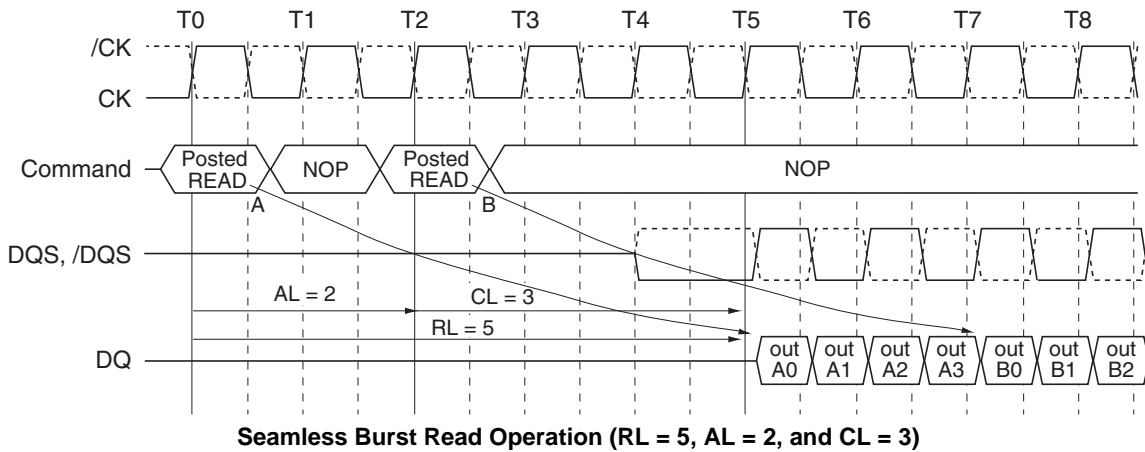 T0 T1 T2 T3 T4 T5 T6 T7 T8
/CK
CK
Command
Posted READ
NOP
Posted READ
NOP
A
B
DQS, /DQS
AL = 2
CL = 3
RL = 5
DQ
out A0
out A1
out A2
out A3
out B0
out B1
out B2
Seamless Burst Read Operation (RL = 5, AL = 2, and CL = 3)